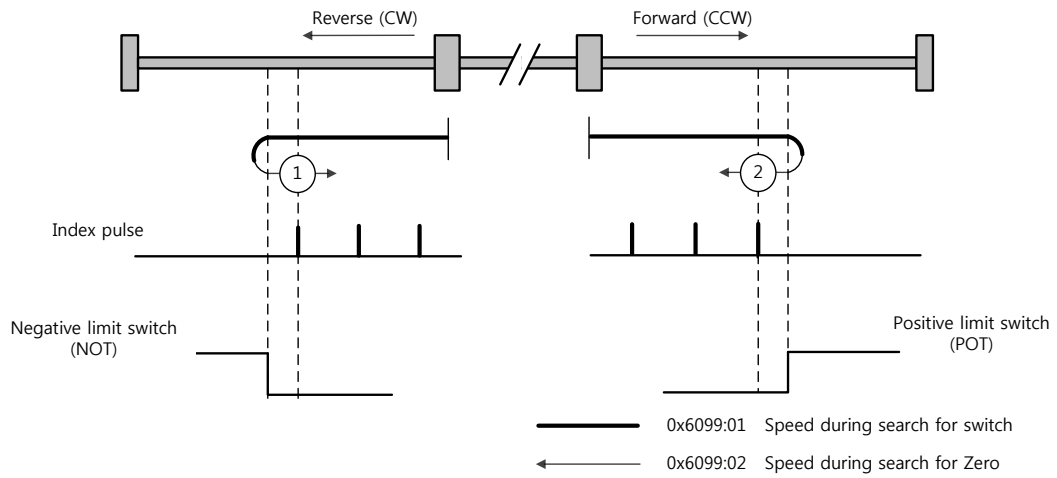 Reverse (CW)
Forward (CCW)
1
2
Index pulse
Negative limit switch
(NOT)
Positive limit switch
(POT)
0x6099:01 Speed during search for switch
0x6099:02 Speed during search for Zero